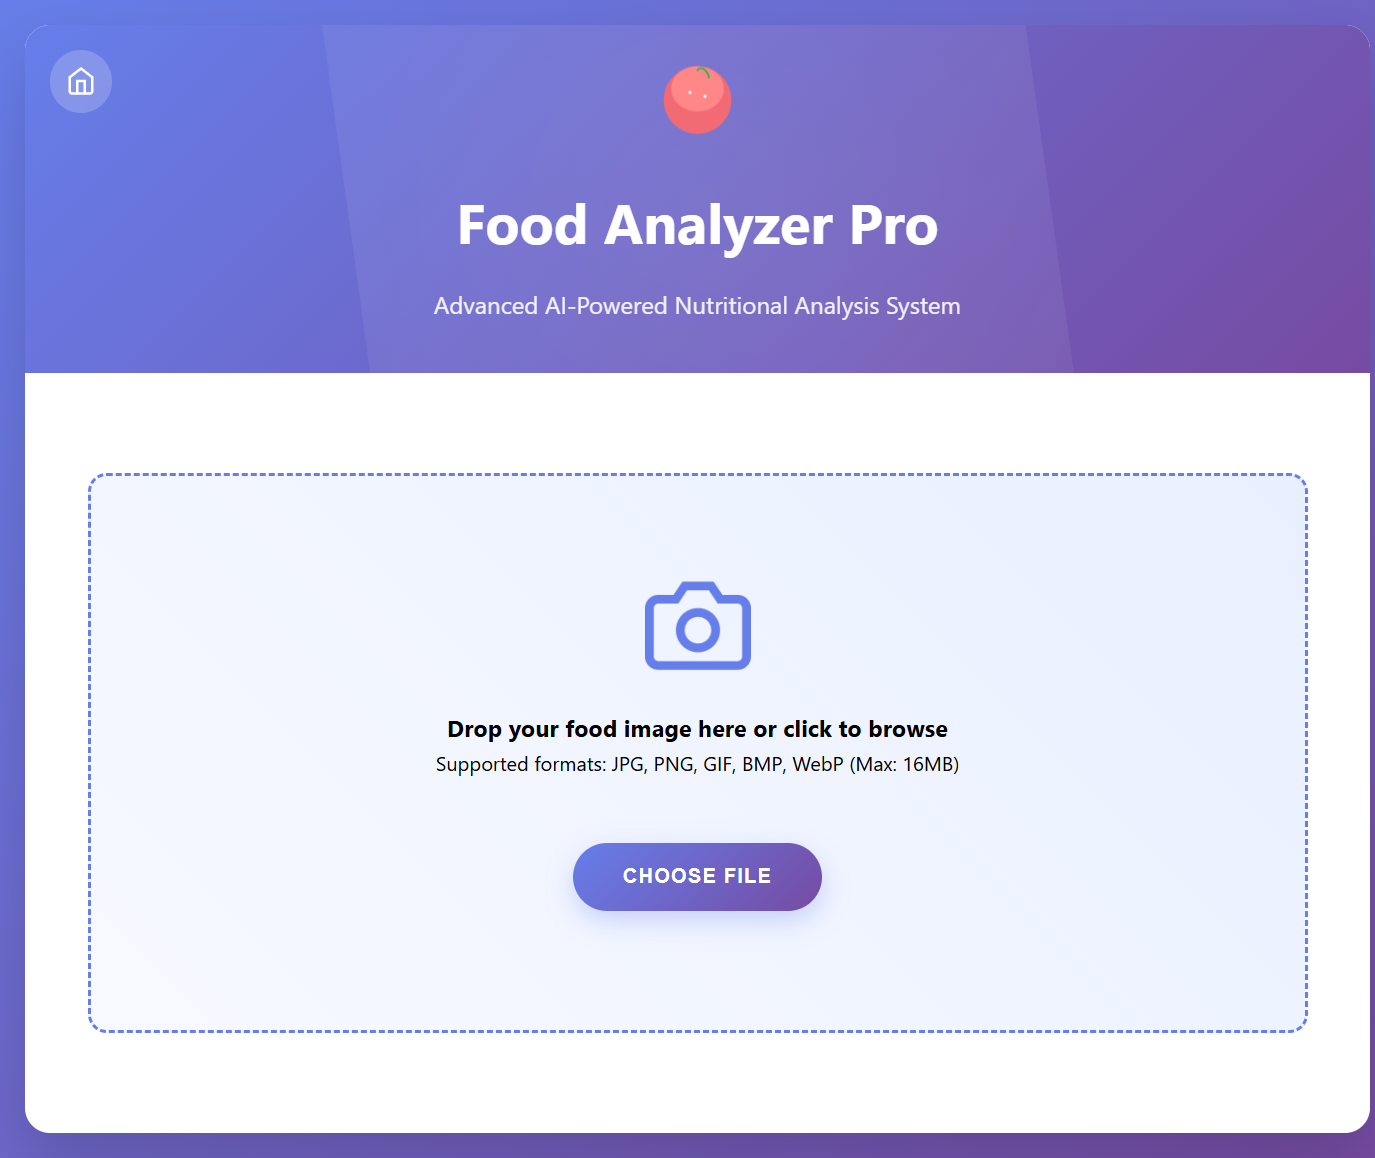 Food Analyzer Pro
Advanced AI-Powered Nutritional Analysis System
Drop your food image here or click to browse
Supported formats: JPG, PNG, GIF, BMP, WebP (Max: 16MB)
CHOOSE FILE